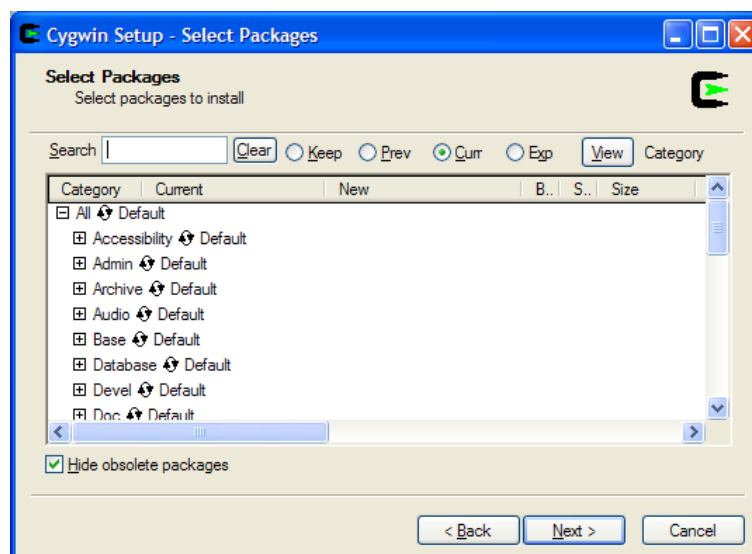 Cygwin Setup - Select Packages
Select Packages
Select packages to install
Search Clear Keep Prev Curr Exp View Category
Category Current New B.. S.. Size
All Default
Accessibility Default
Admin Default
Archive Default
Audio Default
Base Default
Database Default
Devel Default
Doc Default
Hide obsolete packages
< Back Next > Cancel